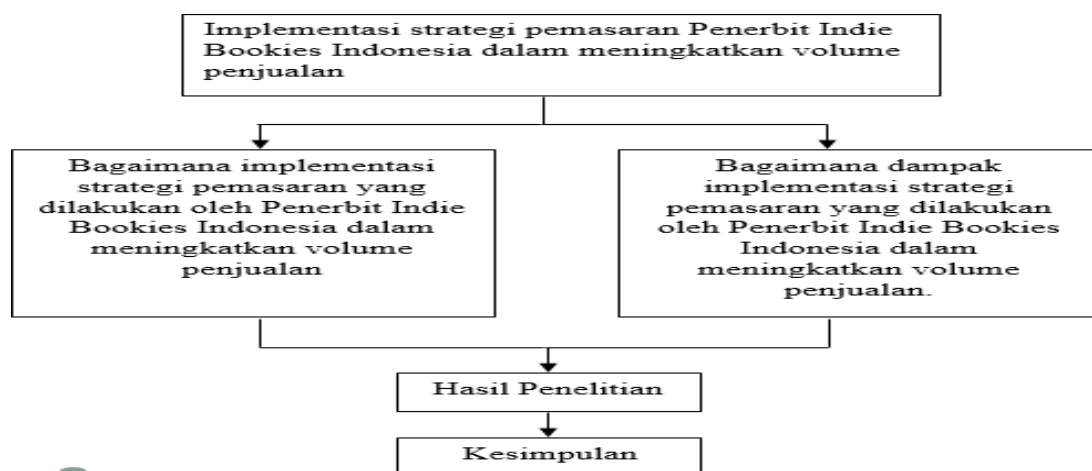 Implementasi strategi pemasaran Penerbit Indie
Bookies Indonesia dalam meningkatkan volume
penjualan
Bagaimana implementasi
strategi pemasaran yang
dilakukan oleh Penerbit Indie
Bookies Indonesia dalam
meningkatkan volume
penjualan
Bagaimana dampak
implementasi strategi
pemasaran yang dilakukan
oleh Penerbit Indie Bookies
Indonesia dalam
meningkatkan volume
penjualan.
Hasil Penelitian
Kesimpulan